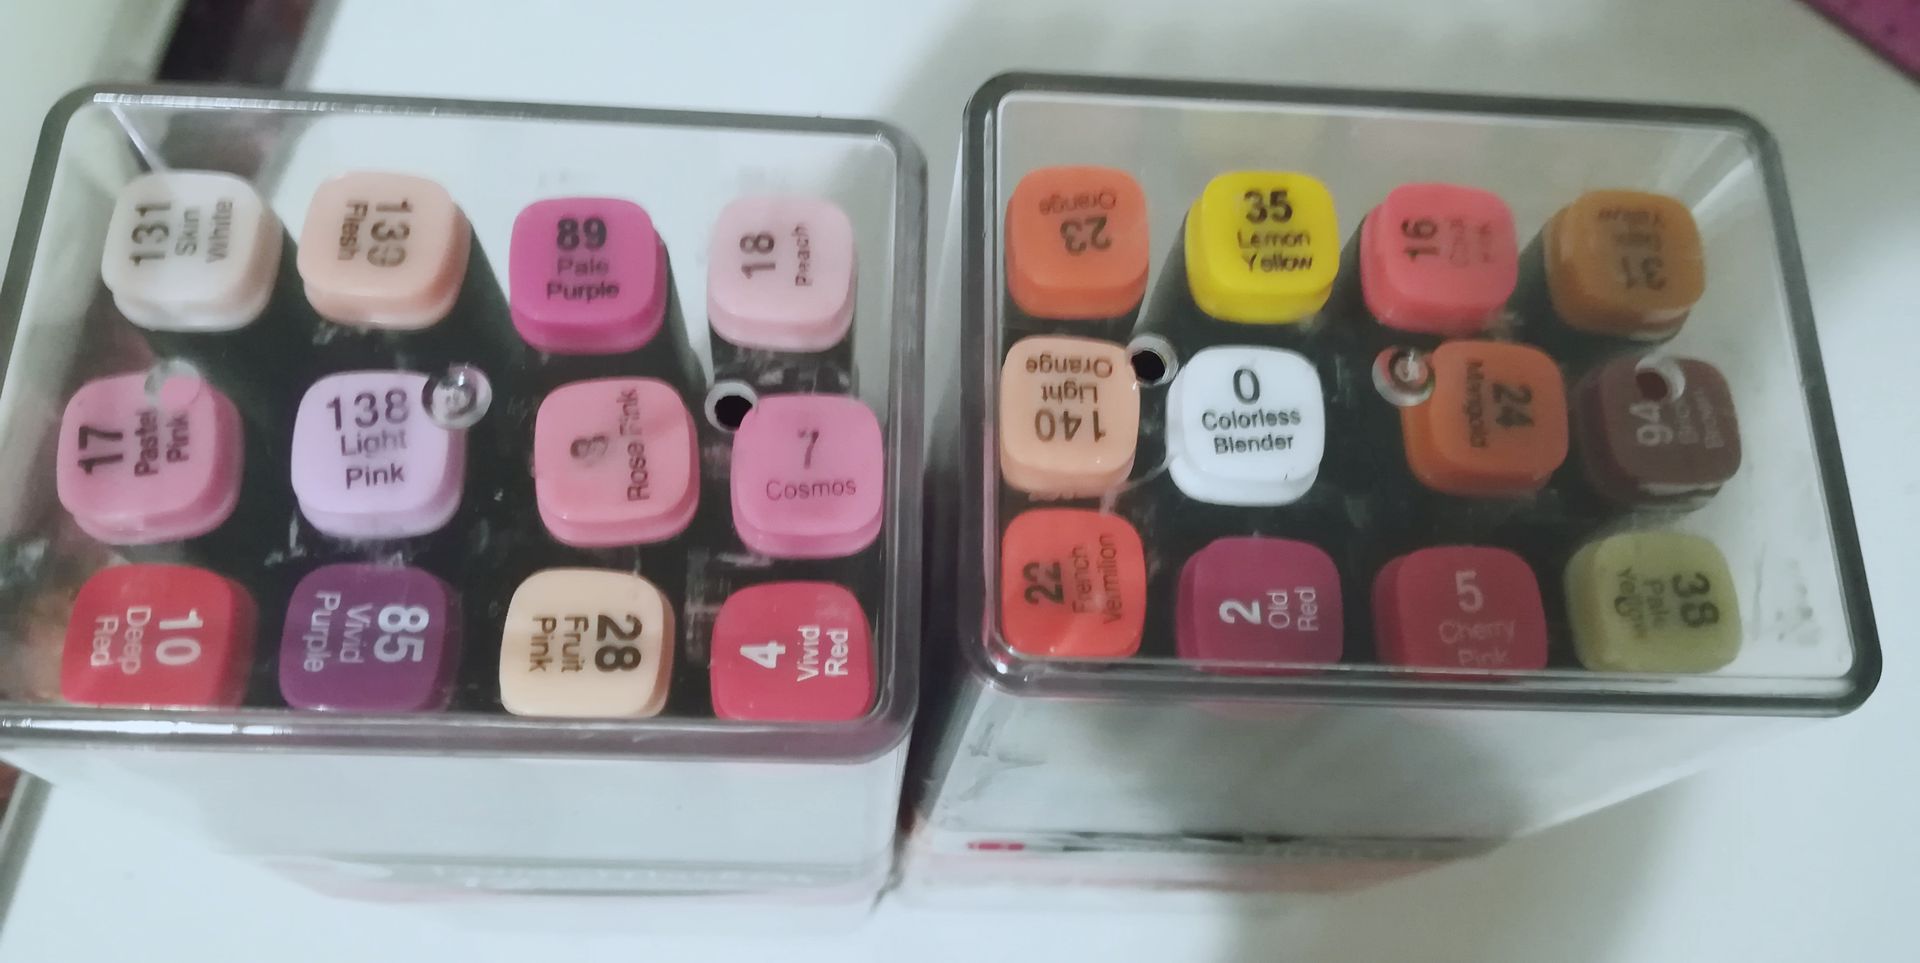 131
Skin
White
139
Flesh
89
Pale
Purple
18
Peach
17
Pastel
Pink
138
Light
Pink
Rose Pink
7
Cosmos
10
Deep
Red
85
Vivid
Purple
28
Fruit
Pink
4
Vivid
Red
23
Orange
35
Lemon
Yellow
16
140
Light
Orange
0
Colorless
Blender
24
Marigold
94
22
French
Vermilion
2
Old
Red
5
Cherry
Pink
38
Pale